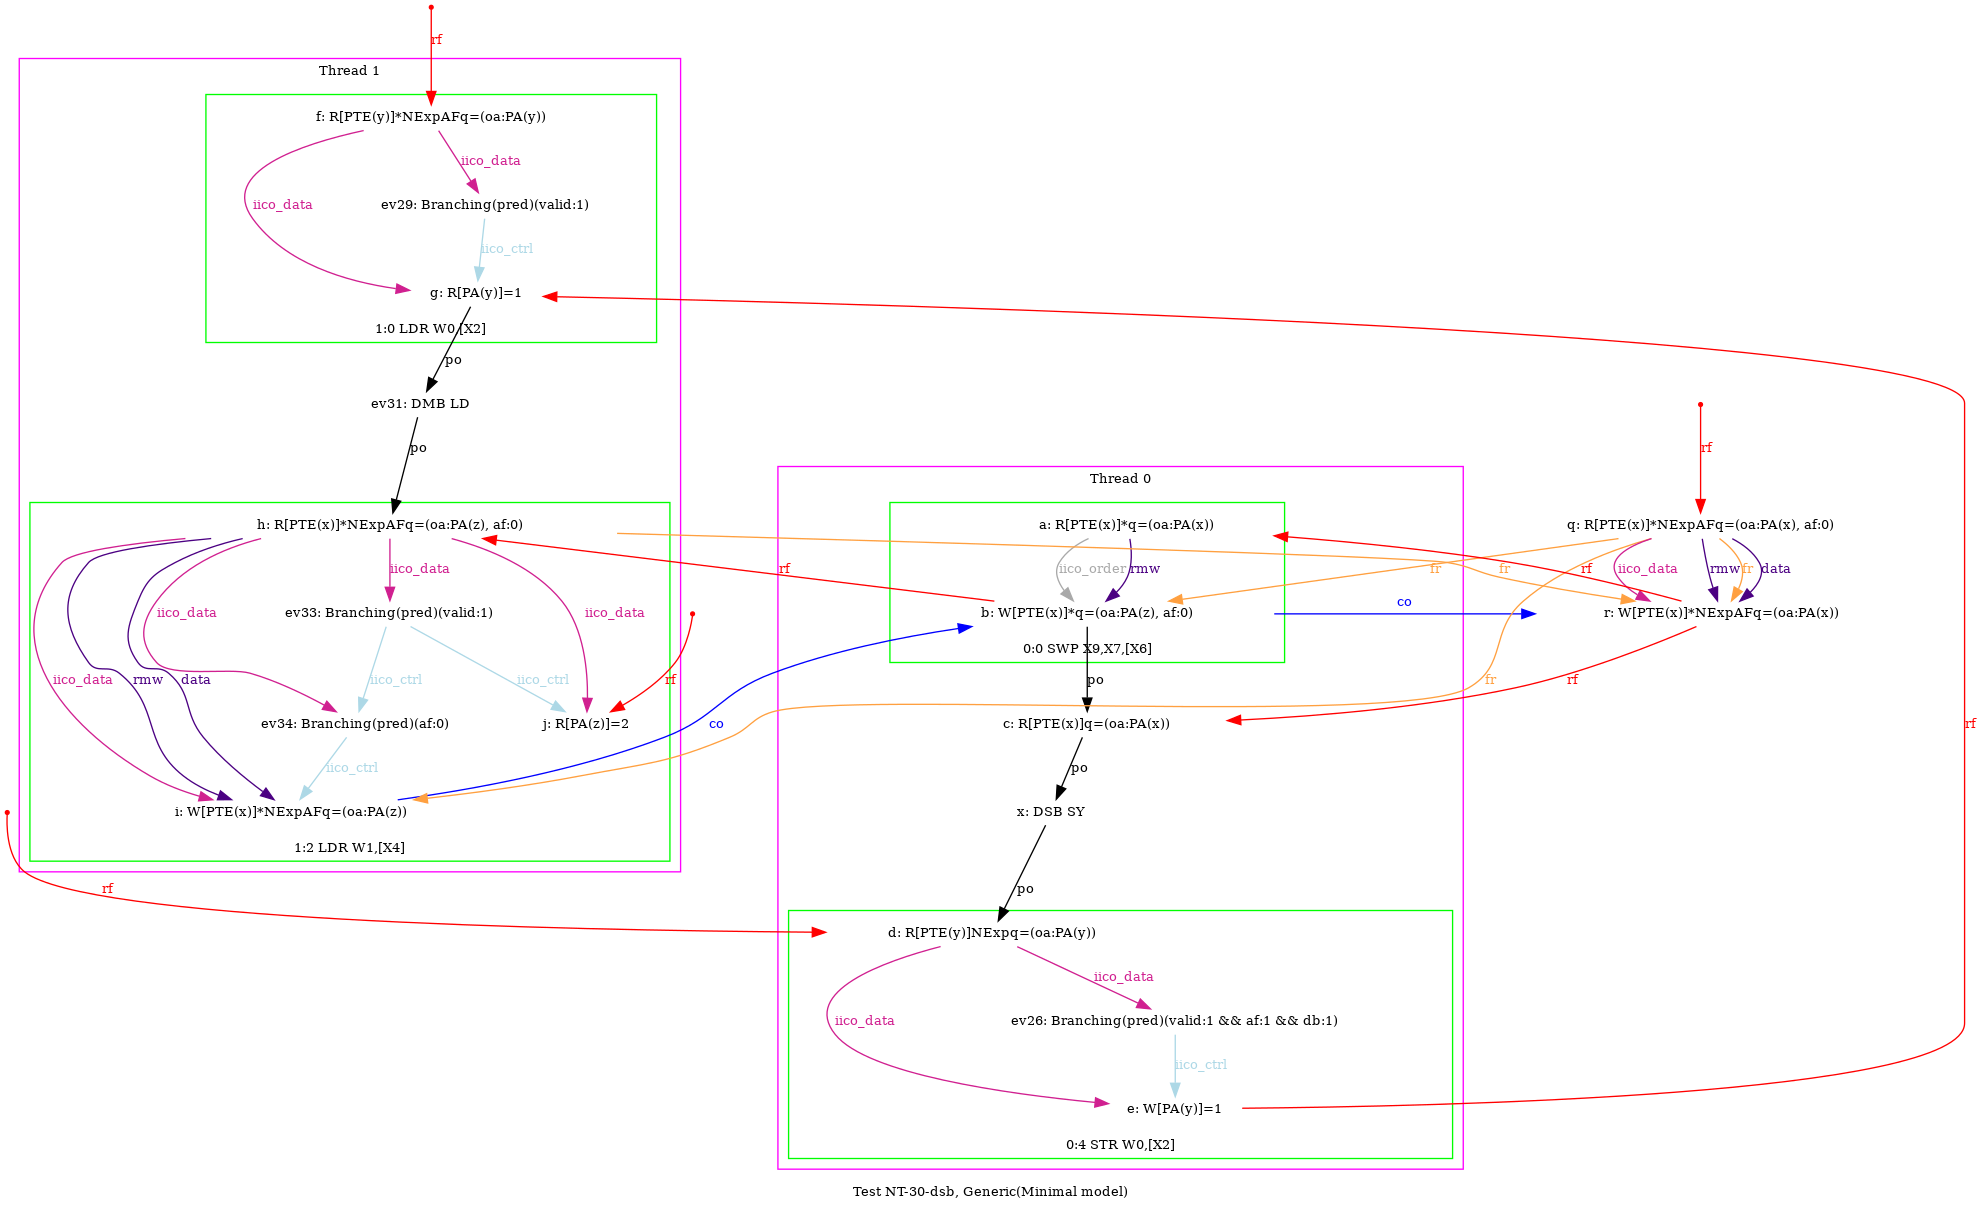 rf
Thread 1
f: R[PTE(y)]*NExpAFq=(oa:PA(y))
iico_data
ev29: Branching(pred)(valid:1)
iico_data
iico_ctrl
g: R[PA(y)]=1
1:0 LDR W0,[X2]
po
ev31: DMB LD
rf
po
Thread 0
h: R[PTE(x)]*NExpAFq=(oa:PA(z), af:0)
a: R[PTE(x)]*q=(oa:PA(x))
q: R[PTE(x)]*NExpAFq=(oa:PA(x), af:0)
iico_data
rf
iico_order
rmw
fr
fr
rf
iico_data
rmw
fr
data
iico_data
ev33: Branching(pred)(valid:1)
iico_data
b: W[PTE(x)]*q=(oa:PA(z), af:0)
co
r: W[PTE(x)]*NExpAFq=(oa:PA(x))
0:0 SWP X9,X7,[X6]
iico_data
rmw
data
iico_ctrl
iico_ctrl
rf
po
fr
rf
ev34: Branching(pred)(af:0)
j: R[PA(z)]=2
co
c: R[PTE(x)]q=(oa:PA(x))
rf
iico_ctrl
po
i: W[PTE(x)]*NExpAFq=(oa:PA(z))
x: DSB SY
1:2 LDR W1,[X4]
rf
po
d: R[PTE(y)]NExpq=(oa:PA(y))
iico_data
iico_data
ev26: Branching(pred)(valid:1 && af:1 && db:1)
iico_ctrl
e: W[PA(y)]=1
0:4 STR W0,[X2]
Test NT-30-dsb, Generic(Minimal model)